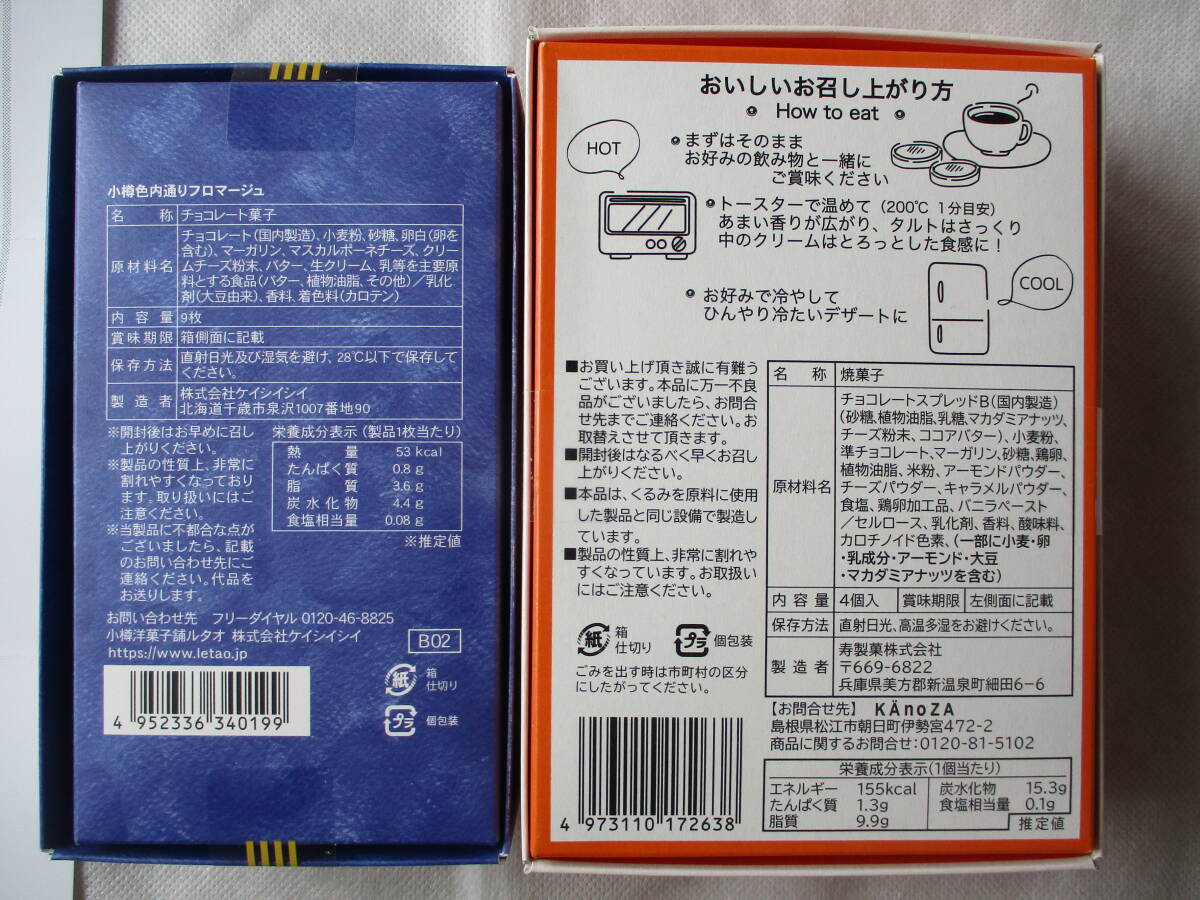 小樽色内通りフロマージュ
名称 チョコレート菓子
原材料名 チョコレート(国内製造)、小麦粉、砂糖、卵白(卵を
含む)、マーガリン、マスカルポーネチーズ、クリー
ムチーズ粉末、バター、生クリーム、乳等を主要原
料とする食品(バター、植物油脂、その他)/乳化
剤(大豆由来)、香料、着色料(カロテン)
内容量 9枚
賞味期限 箱側面に記載
保存方法 直射日光及び湿気を避け、28℃以下で保存して
ください。
製造者 株式会社ケイシイシイ
北海道千歳市泉沢1007番地90
※開封後はお早めに召し
上がりください。
※製品の性質上、非常に
割れやすくなっており
ます。取り扱いにはご
注意ください。
※当製品に不都合な点が
ございましたら、記載
のお問い合わせ先にご
連絡ください。代品を
お送りします。
栄養成分表示(製品1枚当たり)
熱量 53 kcal
たんぱく質 0.8 g
脂質 3.6 g
炭水化物 4.4 g
食塩相当量 0.08 g
※推定値
お問い合わせ先 フリーダイヤル 0120-46-8825
小樽洋菓子舗ルタオ 株式会社ケイシイシイ
https://www.letao.jp
B02
4 952336 340199
紙 箱
仕切り
プラ 個包装
おいしいお召し上がり方
How to eat
HOT
まずはそのまま
お好みの飲み物と一緒に
ご賞味ください
トースターで温めて(200℃ 1分目安)
あまい香りが広がり、タルトはさっくり
中のクリームはとろっとした食感に!
COOL
お好みで冷やして
ひんやり冷たいデザートに
■お買い上げ頂き誠に有難う
ございます。本品に万一不良
品がございましたら、お問合
せ先までご連絡ください。お
取替えさせて頂きます。
■開封後はなるべく早くお召し
上がりください。
■本品は、くるみを原料に使用
した製品と同じ設備で製造し
ています。
■製品の性質上、非常に割れや
すくなっています。お取扱い
にはご注意ください。
紙 箱
仕切り
プラ 個包装
ごみを出す時は市町村の区分
にしたがってください。
4 973110 172638
名称 焼菓子
原材料名 チョコレートスプレッドB(国内製造)
(砂糖、植物油脂、乳糖、マカダミアナッツ、
チーズ粉末、ココアバター)、小麦粉、
準チョコレート、マーガリン、砂糖、鶏卵、
植物油脂、米粉、アーモンドパウダー、
チーズパウダー、キャラメルパウダー、
食塩、鶏卵加工品、バニラペースト
/セルロース、乳化剤、香料、酸味料、
カロチノイド色素、(一部に小麦・卵
・乳成分・アーモンド・大豆
・マカダミアナッツを含む)
内容量 4個入 賞味期限 左側面に記載
保存方法 直射日光、高温多湿をお避けください。
製造者 寿製菓株式会社
〒669-6822
兵庫県美方郡新温泉町細田6-6
【お問合せ先】 KAnoZA
島根県松江市朝日町伊勢宮472-2
商品に関するお問合せ:0120-81-5102
栄養成分表示(1個当たり)
エネルギー 155kcal 炭水化物 15.3g
たんぱく質 1.3g 食塩相当量 0.1g
脂質 9.9g 推定値